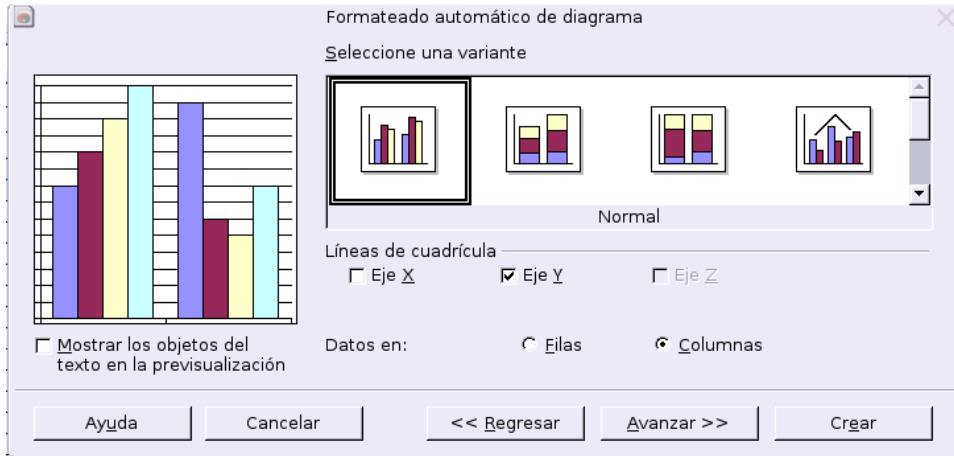 Formateado automático de diagrama
Seleccione una variante
Normal
Líneas de cuadrícula
Eje X
Eje Y
Eje Z
Mostrar los objetos del
texto en la previsualización
Datos en:
Filas
Columnas
Ayuda
Cancelar
<< Regresar
Avanzar >>
Crear